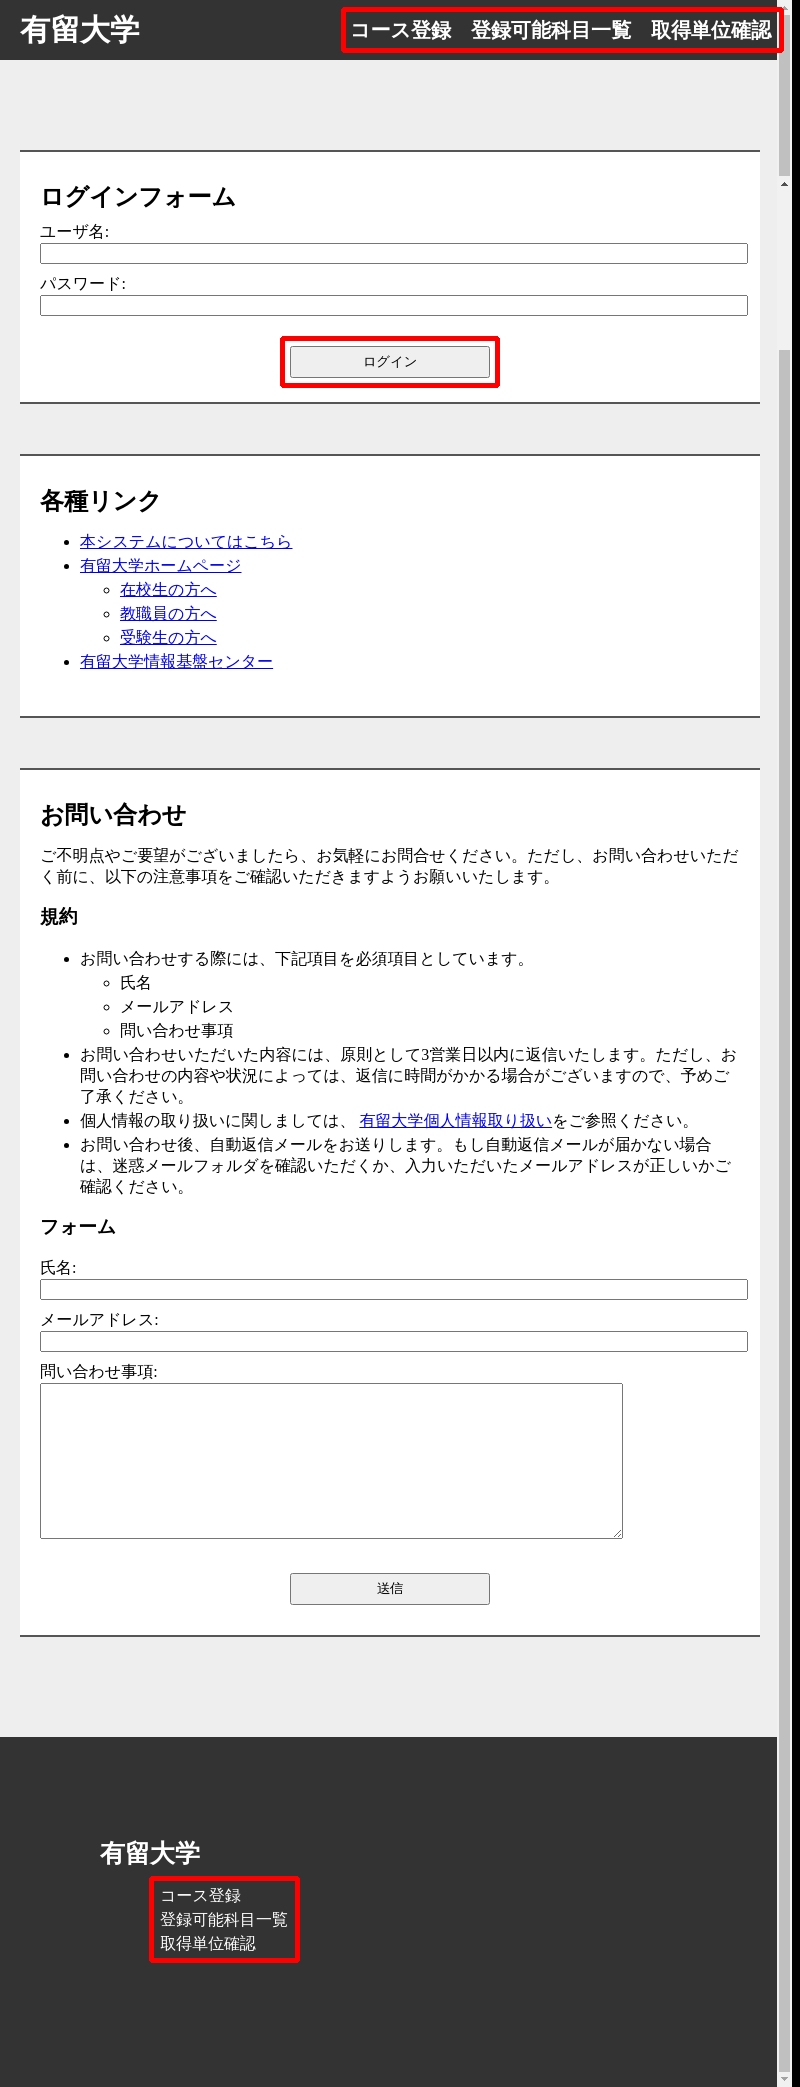 有留大学
コース登録 登録可能科目一覧 取得単位確認
ログインフォーム
ユーザ名:
パスワード:
ログイン
各種リンク
本システムについてはこちら
有留大学ホームページ
在校生の方へ
教職員の方へ
受験生の方へ
有留大学情報基盤センター
お問い合わせ
ご不明点やご要望がございましたら、お気軽にお問合せください。ただし、お問い合わせいただ
く前に、以下の注意事項をご確認いただきますようお願いいたします。
規約
お問い合わせする際には、下記項目を必須項目としています。
氏名
メールアドレス
問い合わせ事項
お問い合わせいただいた内容には、原則として3営業日以内に返信いたします。ただし、お
問い合わせの内容や状況によっては、返信に時間がかかる場合がございますので、予めご
了承ください。
個人情報の取り扱いに関しましては、 有留大学個人情報取り扱いをご参照ください。
お問い合わせ後、自動返信メールをお送りします。もし自動返信メールが届かない場合
は、迷惑メールフォルダを確認いただくか、入力いただいたメールアドレスが正しいかご
確認ください。
フォーム
氏名:
メールアドレス:
問い合わせ事項:
送信
有留大学
コース登録
登録可能科目一覧
取得単位確認